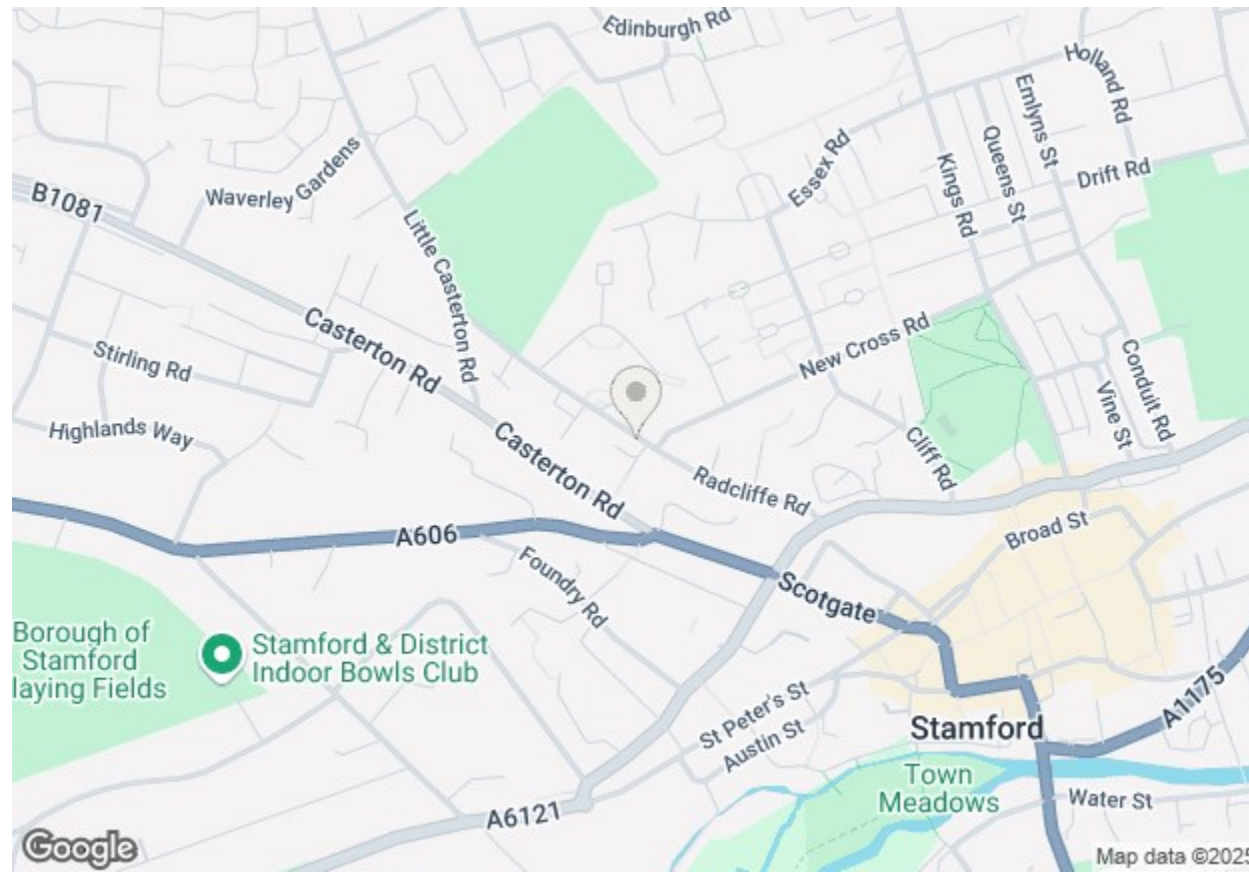 Edinburgh Rd
Holland Rd
Emlyns St
Queens St
Essex Rd
Kings Rd
Drift Rd
Waverley Gardens
B1081
Little Casterton Rd
Casterton Rd
Stirling Rd
New Cross Rd
Conduit Rd
Vine St
Highlands Way
Casterton Rd
Cliff Rd
Radcliffe Rd
A606
Broad St
Foundry Rd
Scotgate
Borough of
Stamford
laying Fields
Stamford & District
Indoor Bowls Club
St Peter's St
Austin St
A1175
Stamford
Town
Meadows
Water St
A6121
Google
Map data ©2025